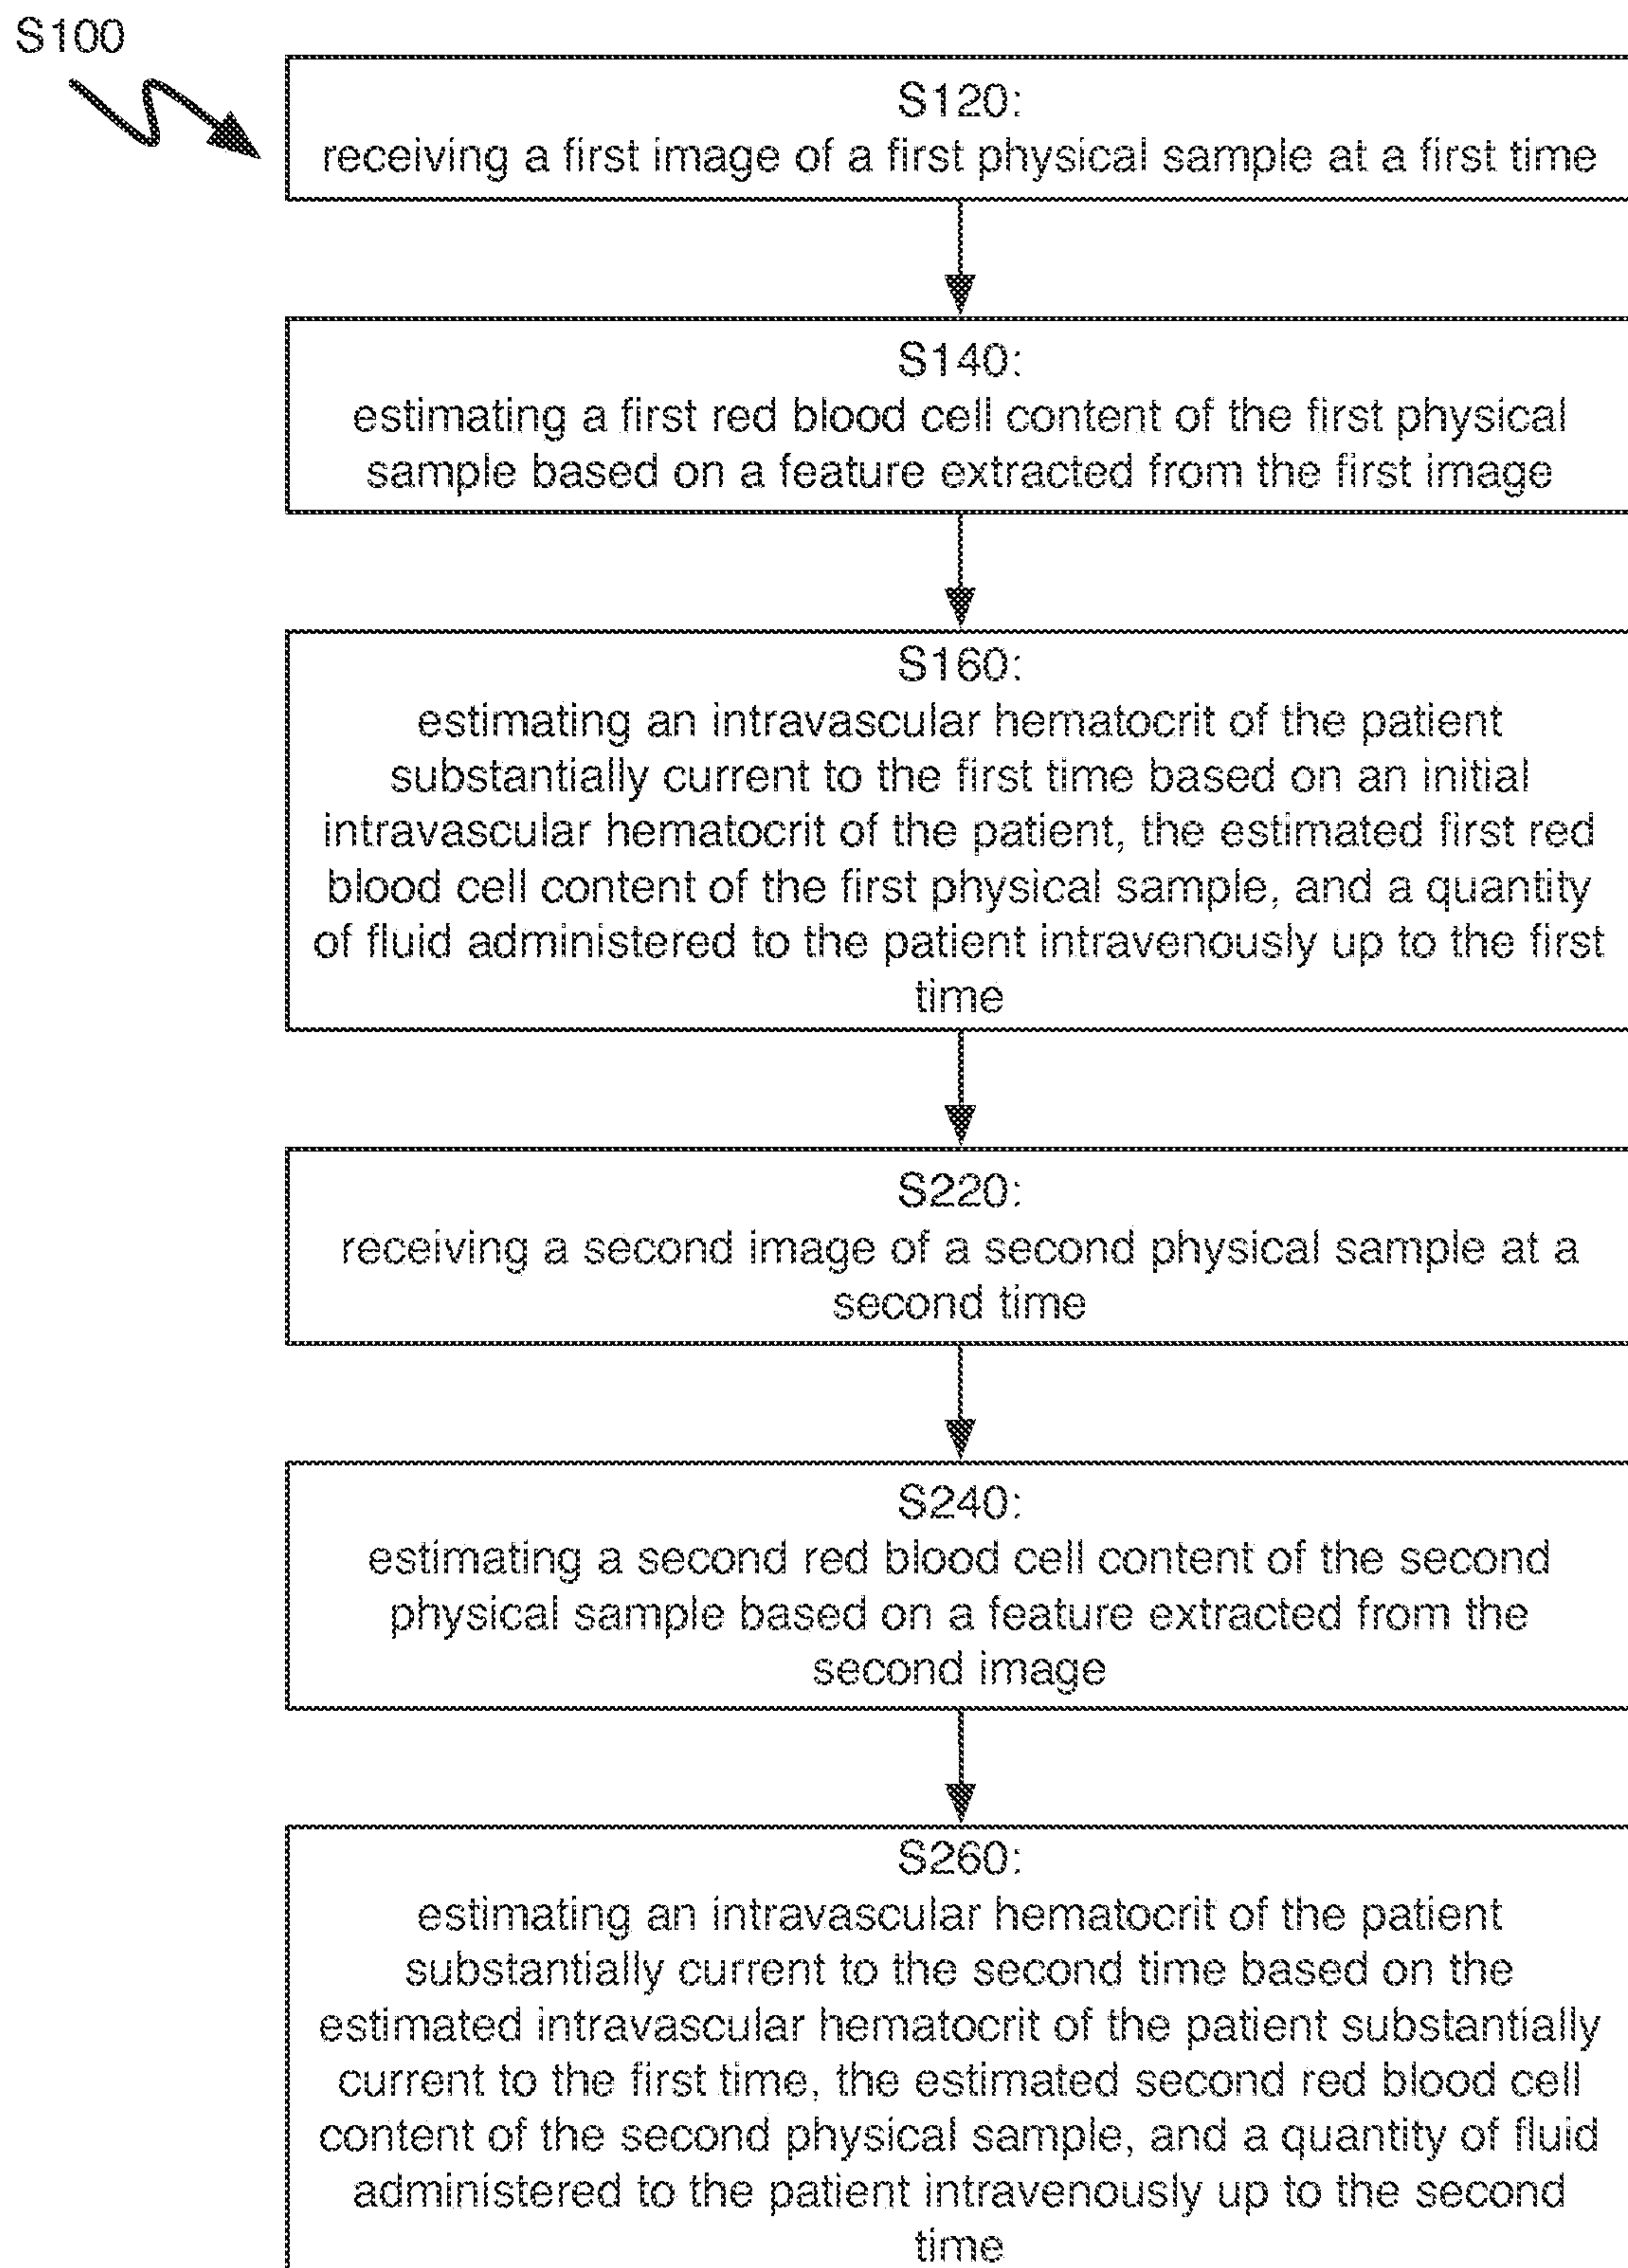 S100
S120:
receiving a first image of a first physical sample at a first time
S140:
estimating a first red blood cell content of the first physical
sample based on a feature extracted from the first image
S160:
estimating an intravascular hematocrit of the patient
substantially current to the first time based on an initial
intravascular hematocrit of the patient, the estimated first red
blood cell content of the first physical sample, and a quantity
of fluid administered to the patient intravenously up to the first
time
S220:
receiving a second image of a second physical sample at a
second time
S240:
estimating a second red blood cell content of the second
physical sample based on a feature extracted from the
second image
S260:
estimating an intravascular hematocrit of the patient
substantially current to the second time based on the
estimated intravascular hematocrit of the patient substantially
current to the first time, the estimated second red blood cell
content of the second physical sample, and a quantity of fluid
administered to the patient intravenously up to the second
time